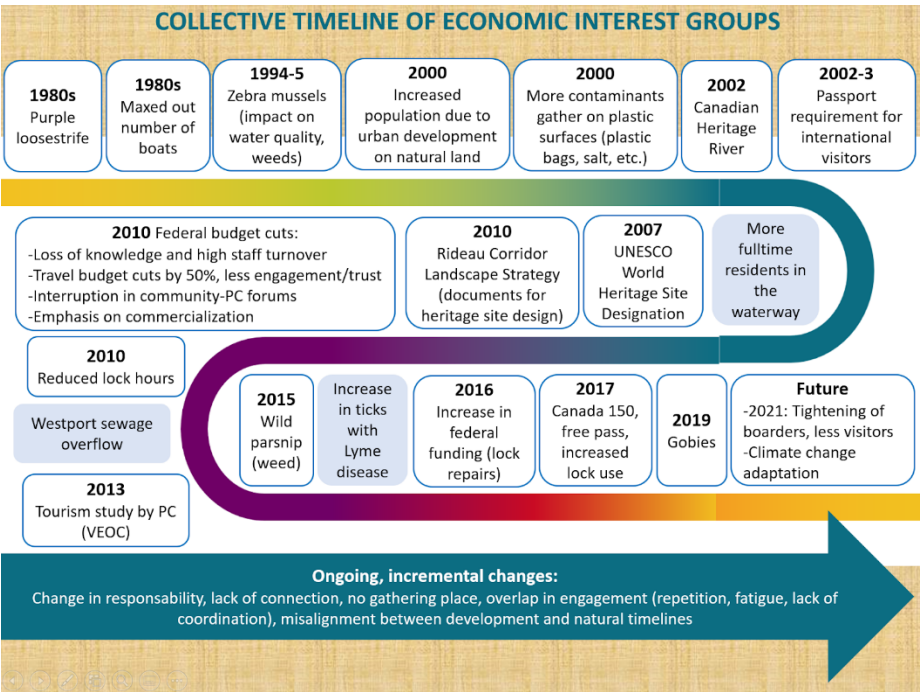 COLLECTIVE TIMELINE OF ECONOMIC INTEREST GROUPS
1980s
Purple
loosestrife
1980s
Maxed out
number of
boats
1994-5
Zebra mussels
(impact on
water quality,
weeds)
2000
Increased
population due to
urban development
on natural land
2000
More contaminants
gather on plastic
surfaces (plastic
bags, salt, etc.)
2002
Canadian
Heritage
River
2002-3
Passport
requirement for
international
visitors
More
fulltime
residents in
the
waterway
2007
UNESCO
World
Heritage Site
Designation
2010
Rideau Corridor
Landscape Strategy
(documents for
heritage site design)
2010 Federal budget cuts:
-Loss of knowledge and high staff turnover
-Travel budget cuts by 50%, less engagement/trust
-Interruption in community-PC forums
-Emphasis on commercialization
2010
Reduced lock hours
Westport sewage
overflow
2013
Tourism study by PC
(VEOC)
2015
Wild
parsnip
(weed)
Increase
in ticks
with
Lyme
disease
2016
Increase in
federal
funding (lock
repairs)
2017
Canada 150,
free pass,
increased
lock use
2019
Gobies
Future
-2021: Tightening of
boarders, less visitors
-Climate change
adaptation
Ongoing, incremental changes:
Change in responsability, lack of connection, no gathering place, overlap in engagement (repetition, fatigue, lack of
coordination), misalignment between development and natural timelines